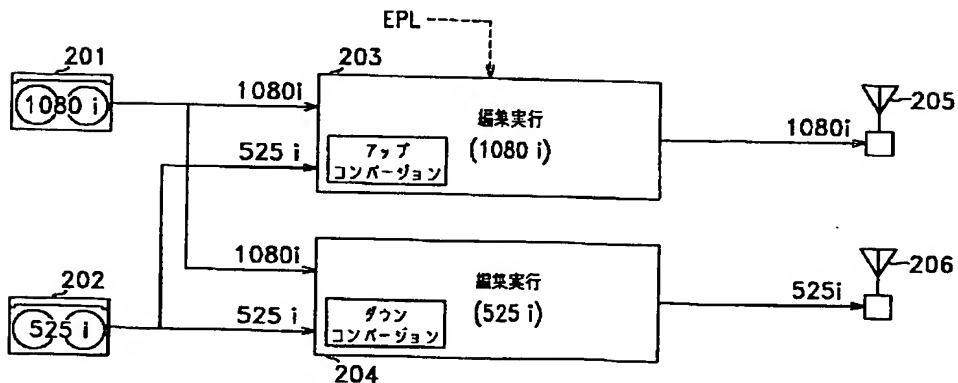 EPL
201
203
1080 i
1080i
編集実行
(1080 i)
アップ
コンバージョン
525 i
1080i
205
202
525 i
1080i
編集実行
(525 i)
525 i
ダウン
コンバージョン
525i
206
204